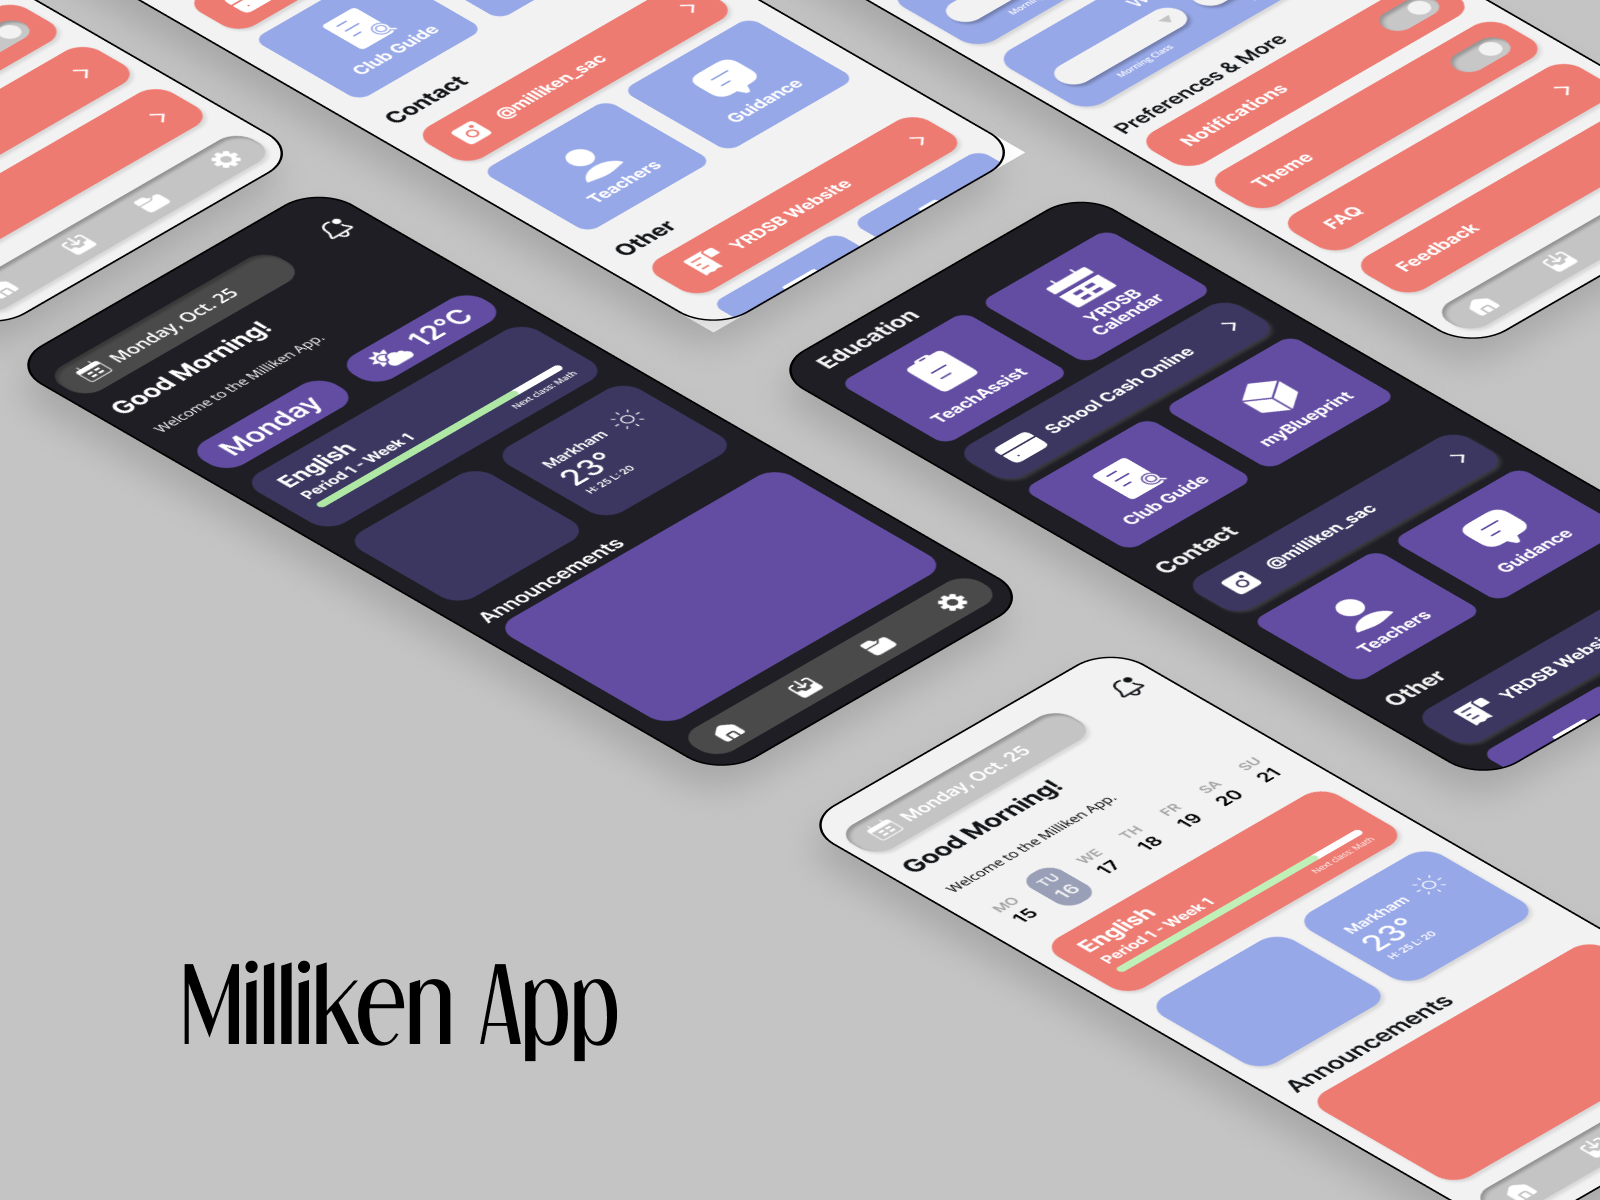 Club Guide
Contact
@milliken_sac
Guidance
Teachers
Other
YRDSB Website
Morning Class
Preferences & More
Notifications
Theme
FAQ
Feedback
Monday, Oct. 25
Good Morning!
Welcome to the Milliken App.
Monday
12°C
English
Period 1 - Week 1
Next class: Math
Markham
23°
H: 25 L: 20
Announcements
Education
YRDSB
Calendar
TeachAssist
School Cash Online
myBlueprint
Club Guide
Contact
@milliken_sac
Guidance
Teachers
Other
Monday, Oct. 25
Good Morning!
Welcome to the Milliken App.
MO TU WE TH FR SA SU
15 16 17 18 19 20 21
English
Period 1 - Week 1
Next class: Math
Markham
23°
H: 25 L: 20
Announcements
Milliken App